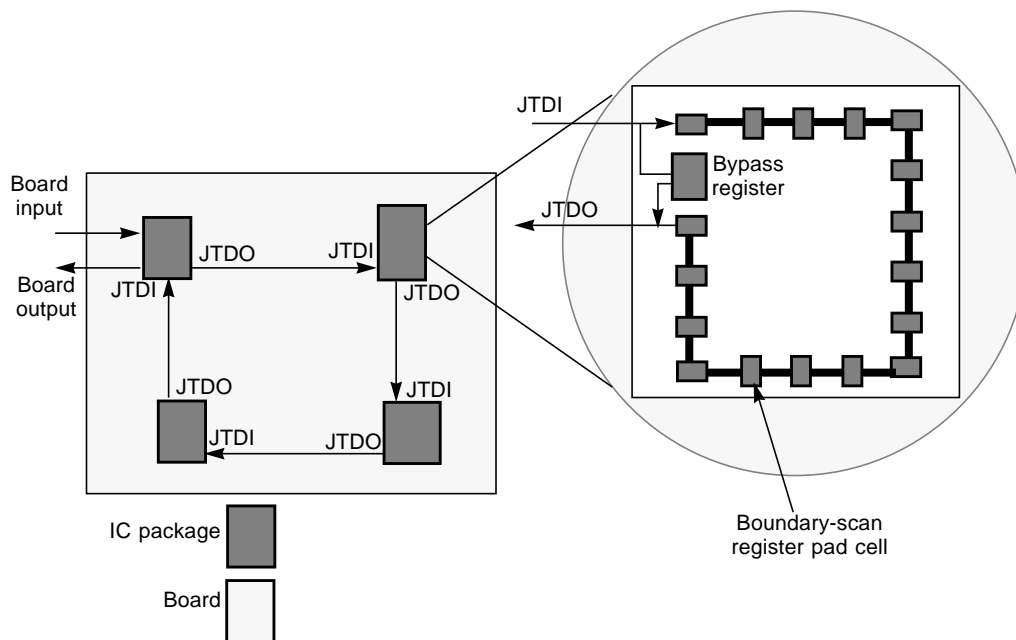 JTDI
Bypass
register
JTDO
Board
input
JTDO
JTDI
Board
output
JTDI
JTDO
JTDO
JTDI
JTDI
JTDO
Boundary-scan
register pad cell
IC package
Board